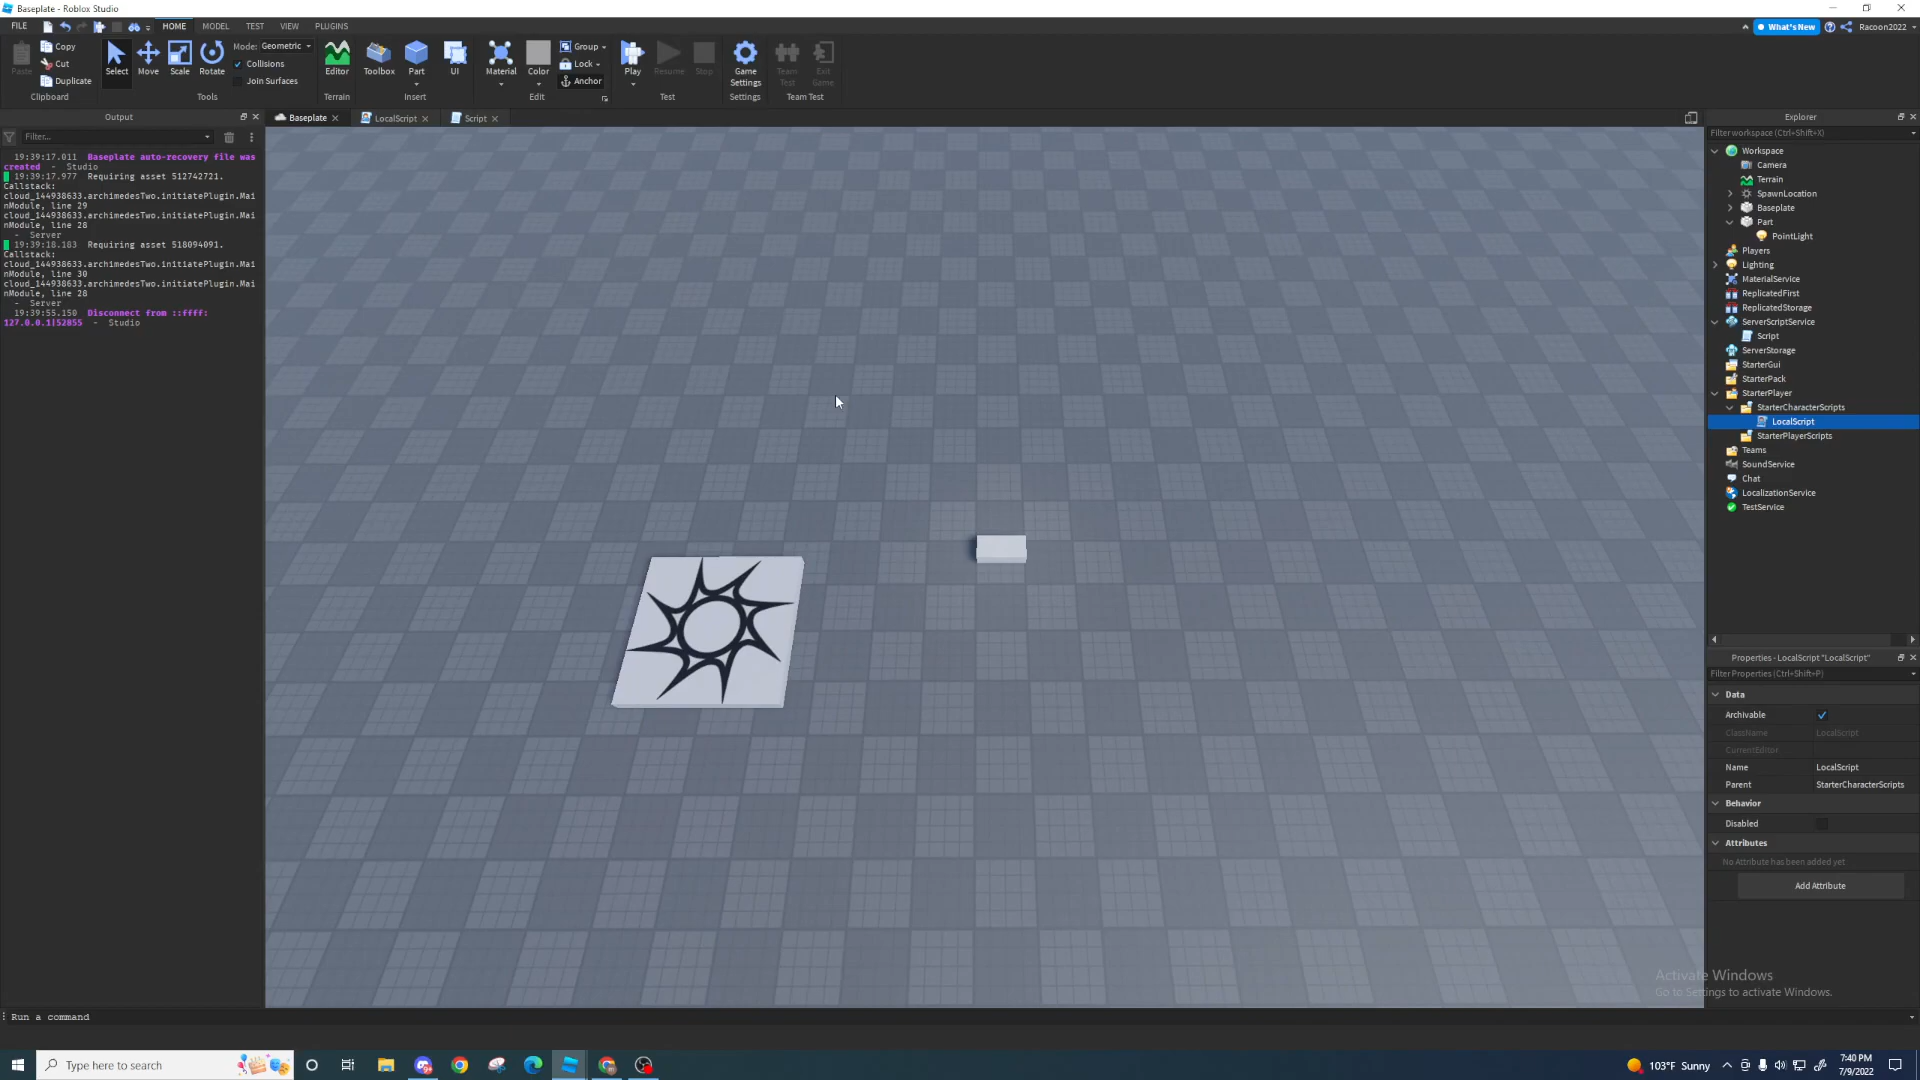 Baseplate - Roblox Studio
FILE HOME MODEL TEST VIEW PLUGINS
What's New Racoon2022
Paste Copy Cut Duplicate Clipboard
Select Move Scale Rotate Mode: Geometric Collisions Join Surfaces Tools
Editor Terrain
Toolbox Part UI Insert
Material Color Group Lock Anchor Edit
Play Resume Stop Test
Game Settings Settings
Team Test Exit Game Team Test
Output
Filter...
19:39:17.011 Baseplate auto-recovery file was
created - Studio
19:39:17.977 Requiring asset 512742721.
Callstack:
cloud_144938633.archimedesTwo.initiatePlugin.Mai
nModule, line 29
cloud_144938633.archimedesTwo.initiatePlugin.Mai
nModule, line 28
- Server
19:39:18.183 Requiring asset 518094091.
Callstack:
cloud_144938633.archimedesTwo.initiatePlugin.Mai
nModule, line 30
cloud_144938633.archimedesTwo.initiatePlugin.Mai
nModule, line 28
- Server
19:39:55.150 Disconnect from ::ffff:
127.0.0.1|52855 - Studio
Baseplate LocalScript Script
Explorer
Filter workspace (Ctrl+Shift+X)
Workspace
Camera
Terrain
SpawnLocation
Baseplate
Part
PointLight
Players
Lighting
MaterialService
ReplicatedFirst
ReplicatedStorage
ServerScriptService
Script
ServerStorage
StarterGui
StarterPack
StarterPlayer
StarterCharacterScripts
LocalScript
StarterPlayerScripts
Teams
SoundService
Chat
LocalizationService
TestService
Properties - LocalScript "LocalScript"
Filter Properties (Ctrl+Shift+P)
Data
Archivable
ClassName LocalScript
CurrentEditor
Name LocalScript
Parent StarterCharacterScripts
Behavior
Disabled
Attributes
No Attribute has been added yet
Add Attribute
Activate Windows
Go to Settings to activate Windows.
Run a command
Type here to search
103°F Sunny
7:40 PM
7/9/2022